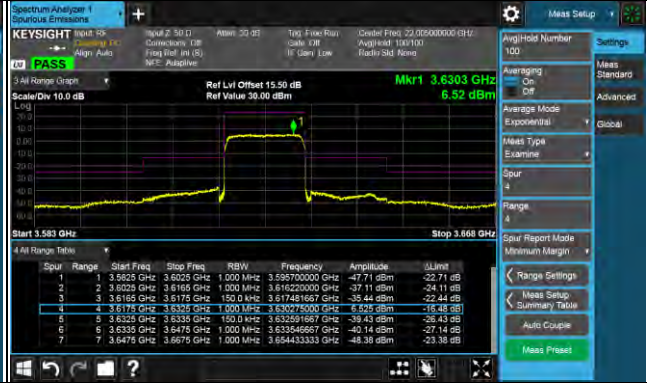 Spectrum Analyzer 1
Spurious Emissions
+
Meas Setup
KEYSIGHT
Input: RF
Coupling: DC
Align: Auto
Input Z: 50 Ω
Corrections: Off
Freq Ref: Int (S)
NFE: Adaptive
Atten: 30 dB
Trig: Free Run
Gate: Off
IF Gain: Low
Center Freq: 22.005000000 GHz
Avg|Hold: 100/100
Radio Std: None
LXI PASS
3 All Range Graph
Scale/Div 10.0 dB
Ref Lvl Offset 15.50 dB
Ref Value 30.00 dBm
Mkr1 3.6303 GHz
6.52 dBm
Log
20.0
10.0
0.00
1
Start 3.583 GHz
Stop 3.668 GHz
4 All Range Table
Spur Range Start Freq Stop Freq RBW Frequency Amplitude ΔLimit
1 1 3.5825 GHz 3.6025 GHz 1.000 MHz 3.595700000 GHz -47.71 dBm -22.71 dB
2 2 3.6025 GHz 3.6165 GHz 1.000 MHz 3.616220000 GHz -37.11 dBm -24.11 dB
3 3 3.6165 GHz 3.6175 GHz 150.0 kHz 3.617481667 GHz -35.44 dBm -22.44 dB
4 4 3.6175 GHz 3.6325 GHz 1.000 MHz 3.630275000 GHz 6.525 dBm -16.48 dB
5 5 3.6325 GHz 3.6335 GHz 150.0 kHz 3.632591667 GHz -39.43 dBm -26.43 dB
6 6 3.6335 GHz 3.6475 GHz 1.000 MHz 3.633546667 GHz -40.14 dBm -27.14 dB
7 7 3.6475 GHz 3.6675 GHz 1.000 MHz 3.654433333 GHz -48.38 dBm -23.38 dB
Avg|Hold Number
100
Averaging
On
Off
Average Mode
Exponential
Meas Type
Examine
Spur
4
Range
4
Spur Report Mode
Minimum Margin
Range Settings
Meas Setup
Summary Table
Auto Couple
Meas Preset
Settings
Meas
Standard
Advanced
Global
?